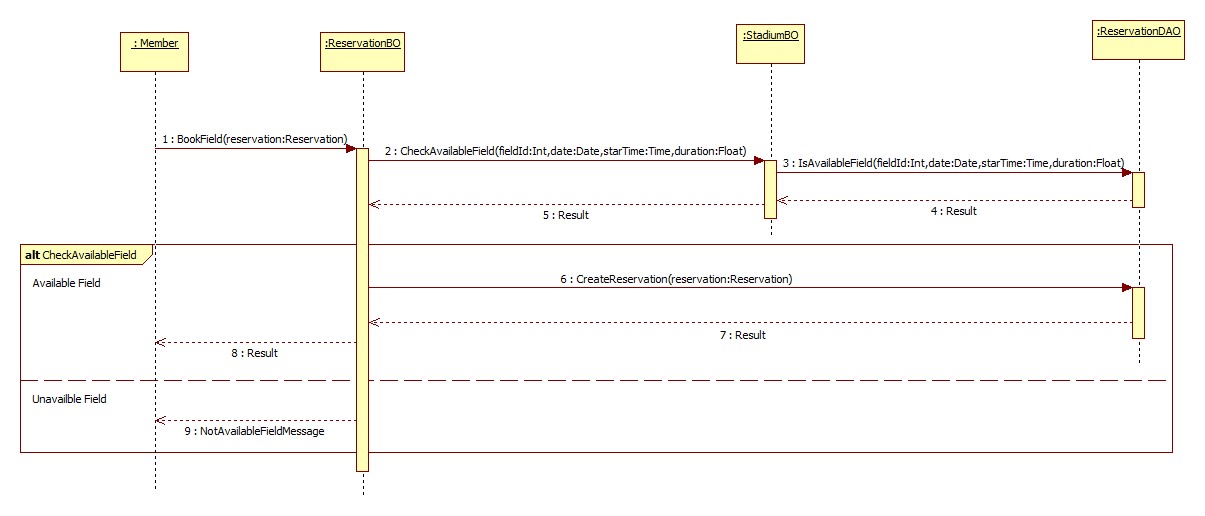 : Member
:ReservationBO
:StadiumBO
:ReservationDAO
1 : BookField(reservation:Reservation)
2 : CheckAvailableField(fieldId:Int,date:Date,starTime:Time,duration:Float)
3 : IsAvailableField(fieldId:Int,date:Date,starTime:Time,duration:Float)
4 : Result
5 : Result
alt CheckAvailableField
Available Field
6 : CreateReservation(reservation:Reservation)
7 : Result
8 : Result
Unavailble Field
9 : NotAvailableFieldMessage